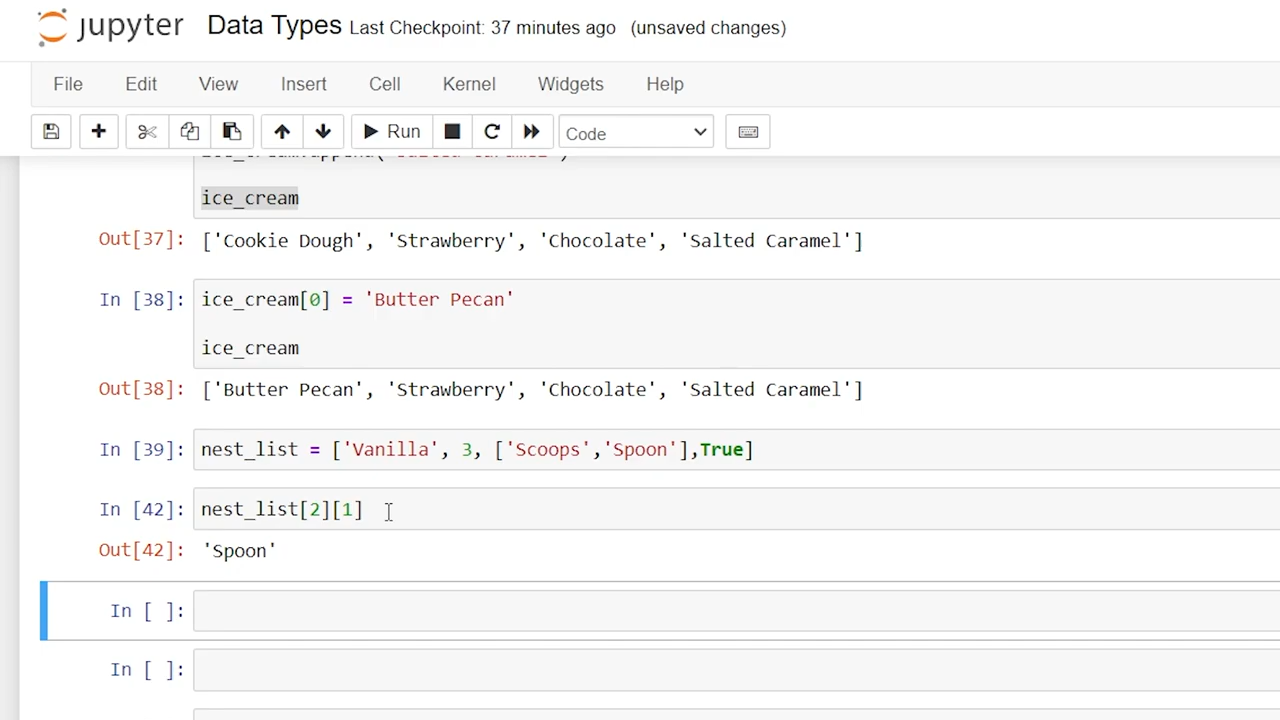 jupyter Data Types Last Checkpoint: 37 minutes ago (unsaved changes)
File Edit View Insert Cell Kernel Widgets Help
Run Code
ice_cream
Out[37]: ['Cookie Dough', 'Strawberry', 'Chocolate', 'Salted Caramel']
In [38]: ice_cream[0] = 'Butter Pecan'
ice_cream
Out[38]: ['Butter Pecan', 'Strawberry', 'Chocolate', 'Salted Caramel']
In [39]: nest_list = ['Vanilla', 3, ['Scoops','Spoon'],True]
In [42]: nest_list[2][1]
Out[42]: 'Spoon'
In [ ]:
In [ ]: